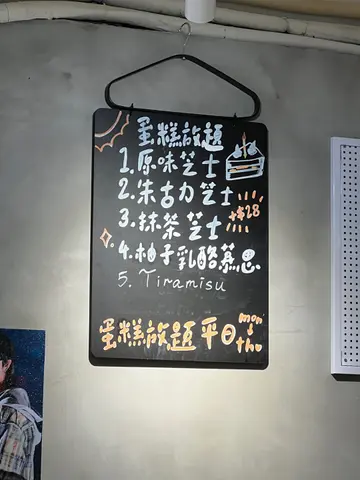 蛋糕放題
1. 原味芝士
2. 朱古力芝士
+$28
3. 抹茶芝士
4. 柚子乳酪慕思
5. Tiramisu
蛋糕放題平日 mon
↓
thu